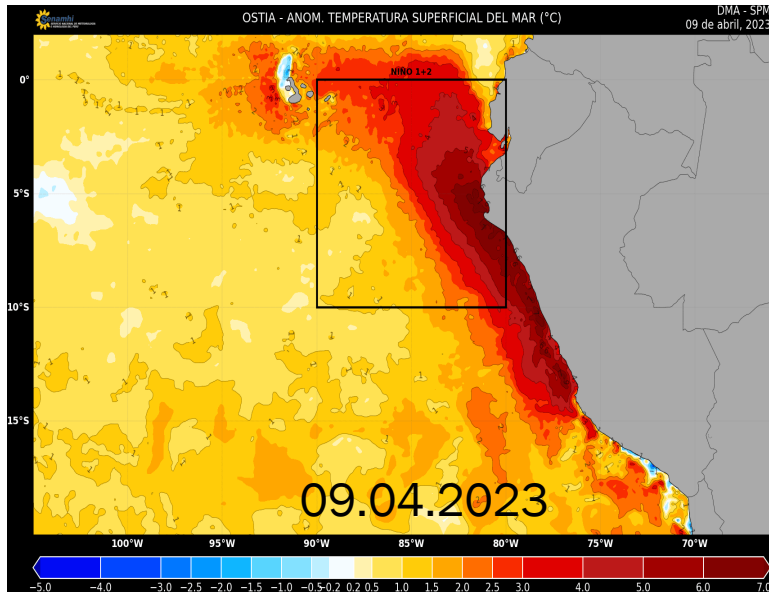 Senamhi
OSTIA - ANOM. TEMPERATURA SUPERFICIAL DEL MAR (°C)
DMA - SPM
09 de abril, 2023
NIÑO 1+2
0°
5°S
10°S
15°S
09.04.2023
100°W 95°W 90°W 85°W 80°W 75°W 70°W
−5.0 −4.0 −3.0 −2.5 −2.0 −1.5 −1.0 −0.5 −0.2 0.2 0.5 1.0 1.5 2.0 2.5 3.0 4.0 5.0 6.0 7.0